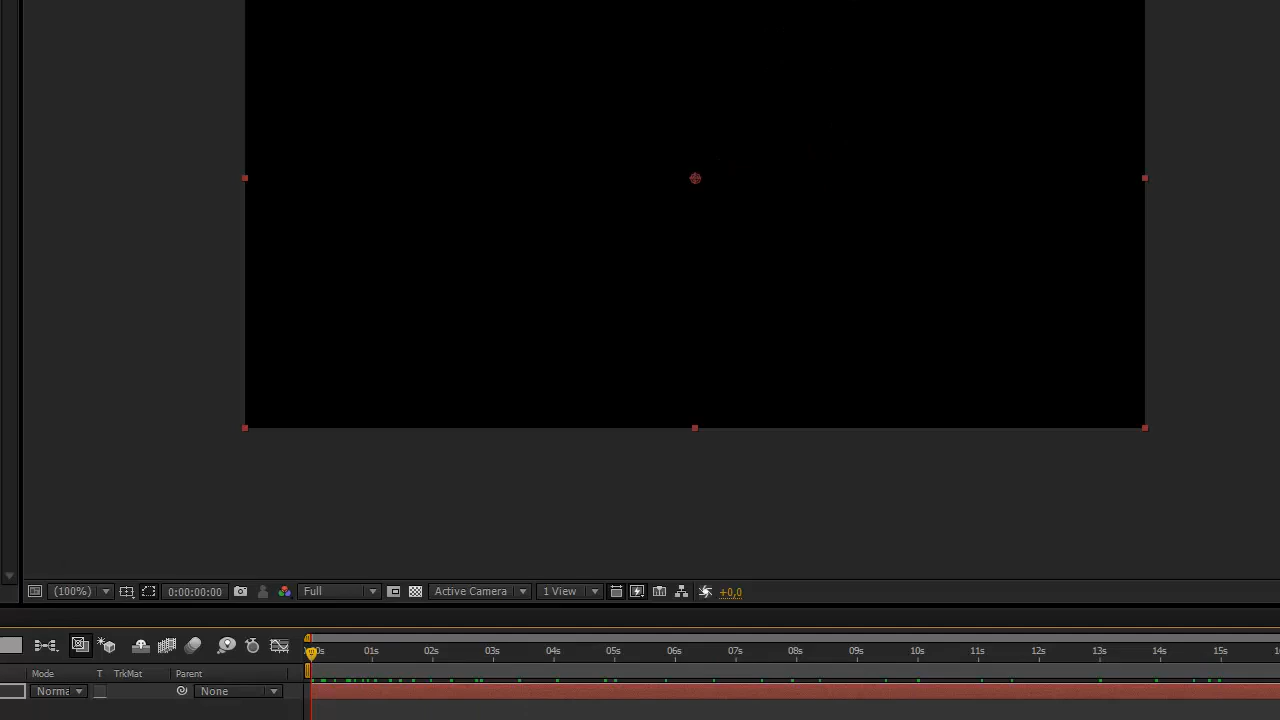 (100%) 0:00:00:00 Full Active Camera 1 View +0,0
01s 02s 03s 04s 05s 06s 07s 08s 09s 10s 11s 12s 13s 14s 15s
Mode T TrkMat Parent
Norma None